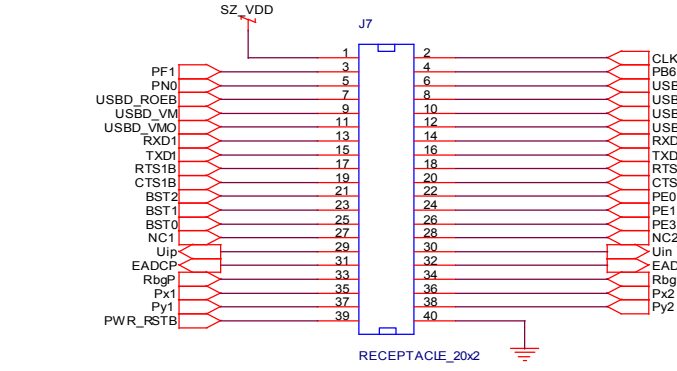 SZ_VDD
J7
1 2 CLK
3 4
PF1 PB6
5 6
PN0 USB
7 8
USBD_ROEB USB
9 10
USBD_VM USB
11 12
USBD_VMO USB
13 14
RXD1 RXD
15 16
TXD1 TXD
17 18
RTS1B RTS
19 20
CTS1B CTS
21 22
BST2 PE0
23 24
BST1 PE1
25 26
BST0 PE3
27 28
NC1 NC2
29 30
Uip Uin
31 32
EADCP EAD
33 34
RbgP Rbg
35 36
Px1 Px2
37 38
Py1 Py2
39 40
PWR_RSTB
RECEPTACLE_20x2